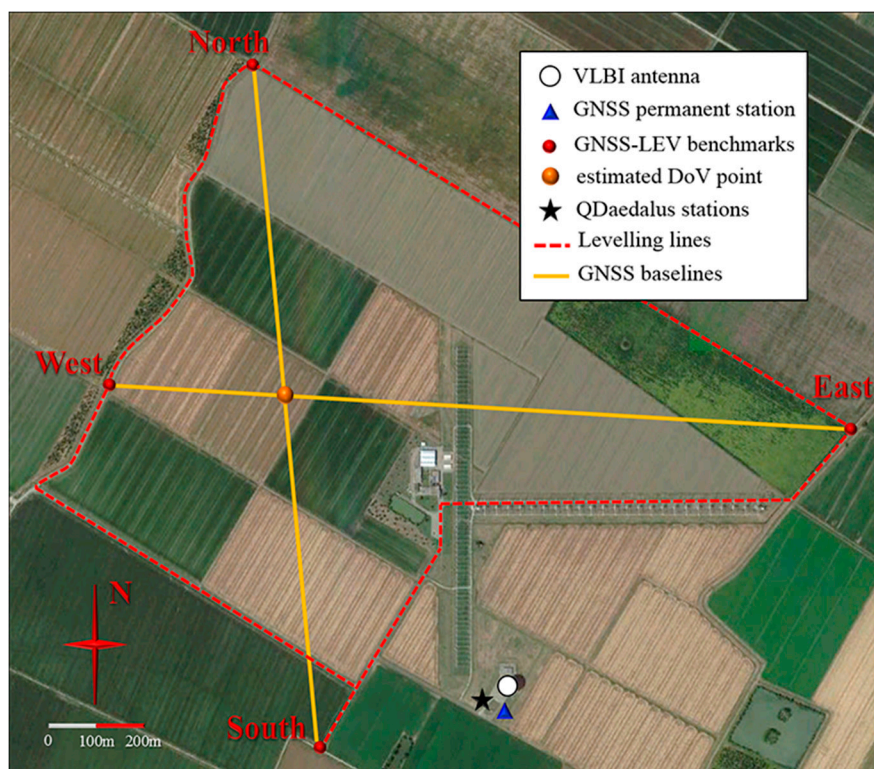 North
VLBI antenna
GNSS permanent station
GNSS-LEV benchmarks
estimated DoV point
QDaedalus stations
Levelling lines
GNSS baselines
West
East
N
South
0 100m 200m